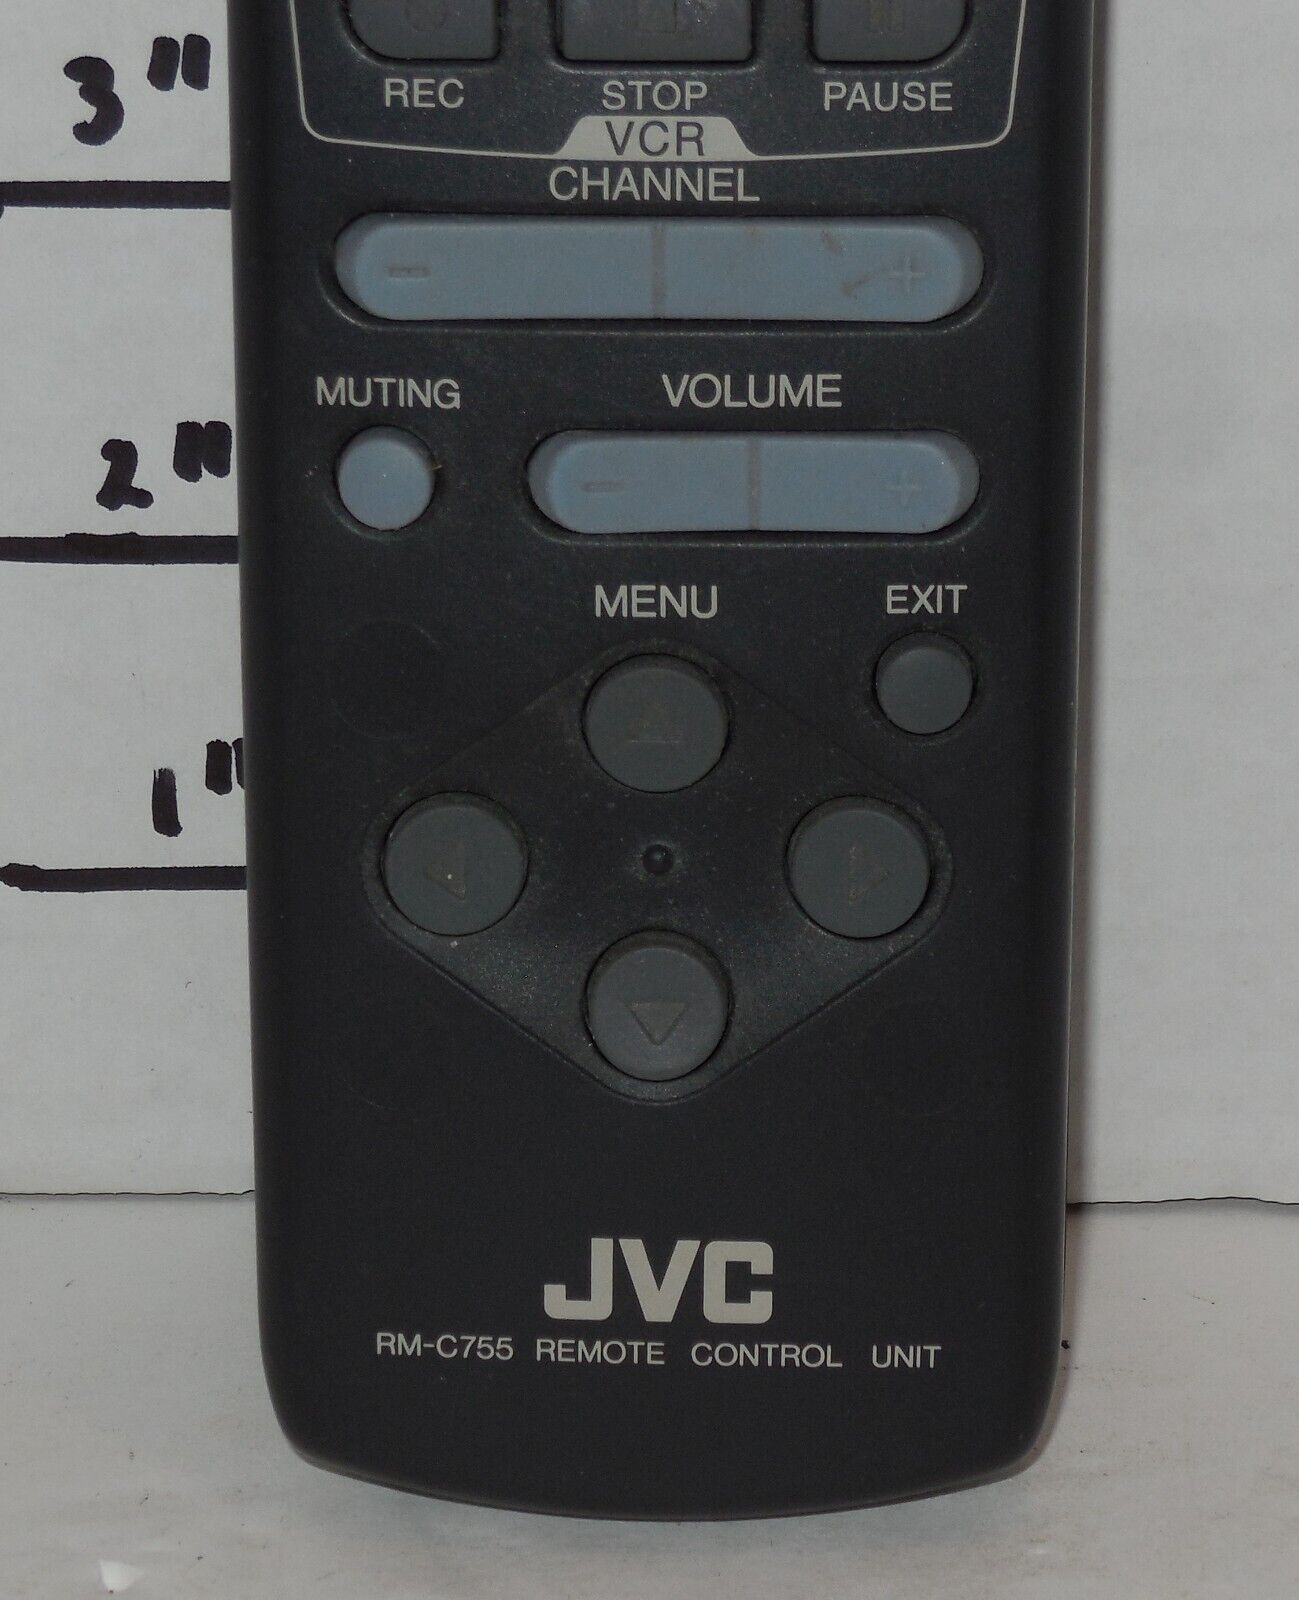 3"
REC STOP PAUSE
VCR
CHANNEL
- +
MUTING VOLUME
2"
- +
MENU EXIT
1"
JVC
RM-C755 REMOTE CONTROL UNIT